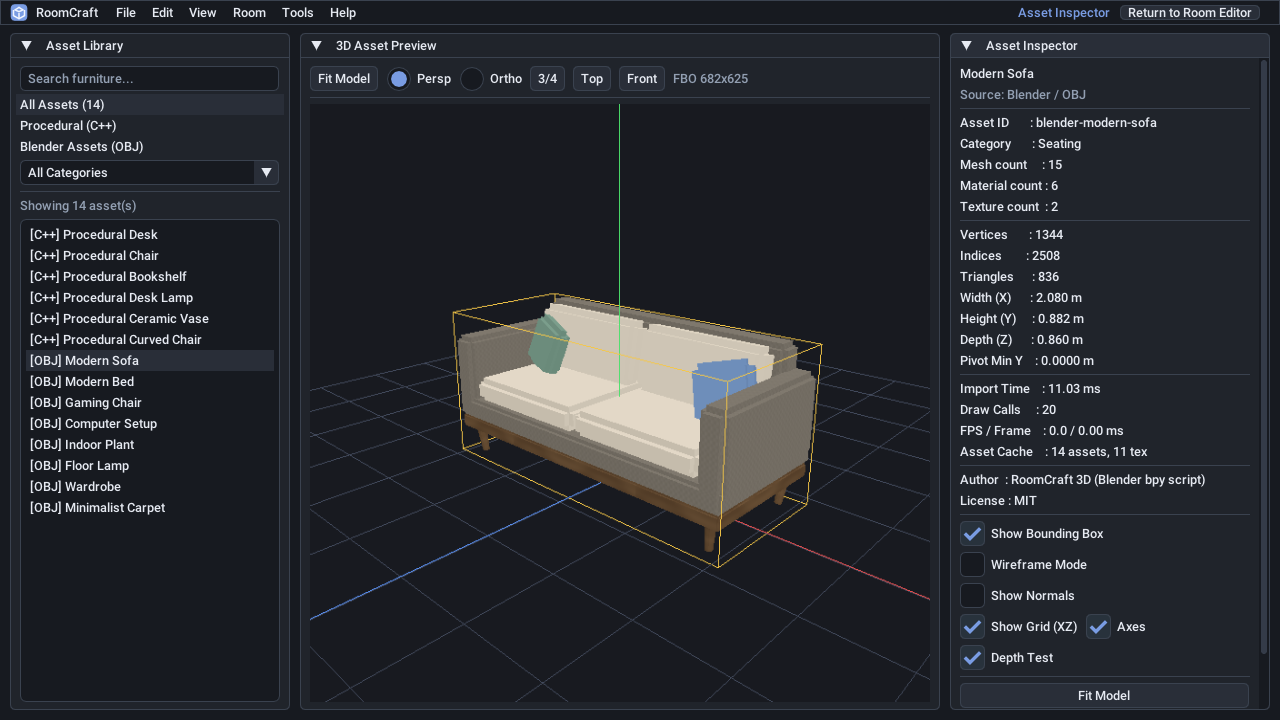 RoomCraft File Edit View Room Tools Help Asset Inspector Return to Room Editor
Asset Library
Search furniture...
All Assets (14)
Procedural (C++)
Blender Assets (OBJ)
All Categories
Showing 14 asset(s)
[C++] Procedural Desk
[C++] Procedural Chair
[C++] Procedural Bookshelf
[C++] Procedural Desk Lamp
[C++] Procedural Ceramic Vase
[C++] Procedural Curved Chair
[OBJ] Modern Sofa
[OBJ] Modern Bed
[OBJ] Gaming Chair
[OBJ] Computer Setup
[OBJ] Indoor Plant
[OBJ] Floor Lamp
[OBJ] Wardrobe
[OBJ] Minimalist Carpet
3D Asset Preview
Fit Model Persp Ortho 3/4 Top Front FBO 682x625
Asset Inspector
Modern Sofa
Source: Blender / OBJ
Asset ID : blender-modern-sofa
Category : Seating
Mesh count : 15
Material count : 6
Texture count : 2
Vertices : 1344
Indices : 2508
Triangles : 836
Width (X) : 2.080 m
Height (Y) : 0.882 m
Depth (Z) : 0.860 m
Pivot Min Y : 0.0000 m
Import Time : 11.03 ms
Draw Calls : 20
FPS / Frame : 0.0 / 0.00 ms
Asset Cache : 14 assets, 11 tex
Author : RoomCraft 3D (Blender bpy script)
License : MIT
Show Bounding Box
Wireframe Mode
Show Normals
Show Grid (XZ) Axes
Depth Test
Fit Model